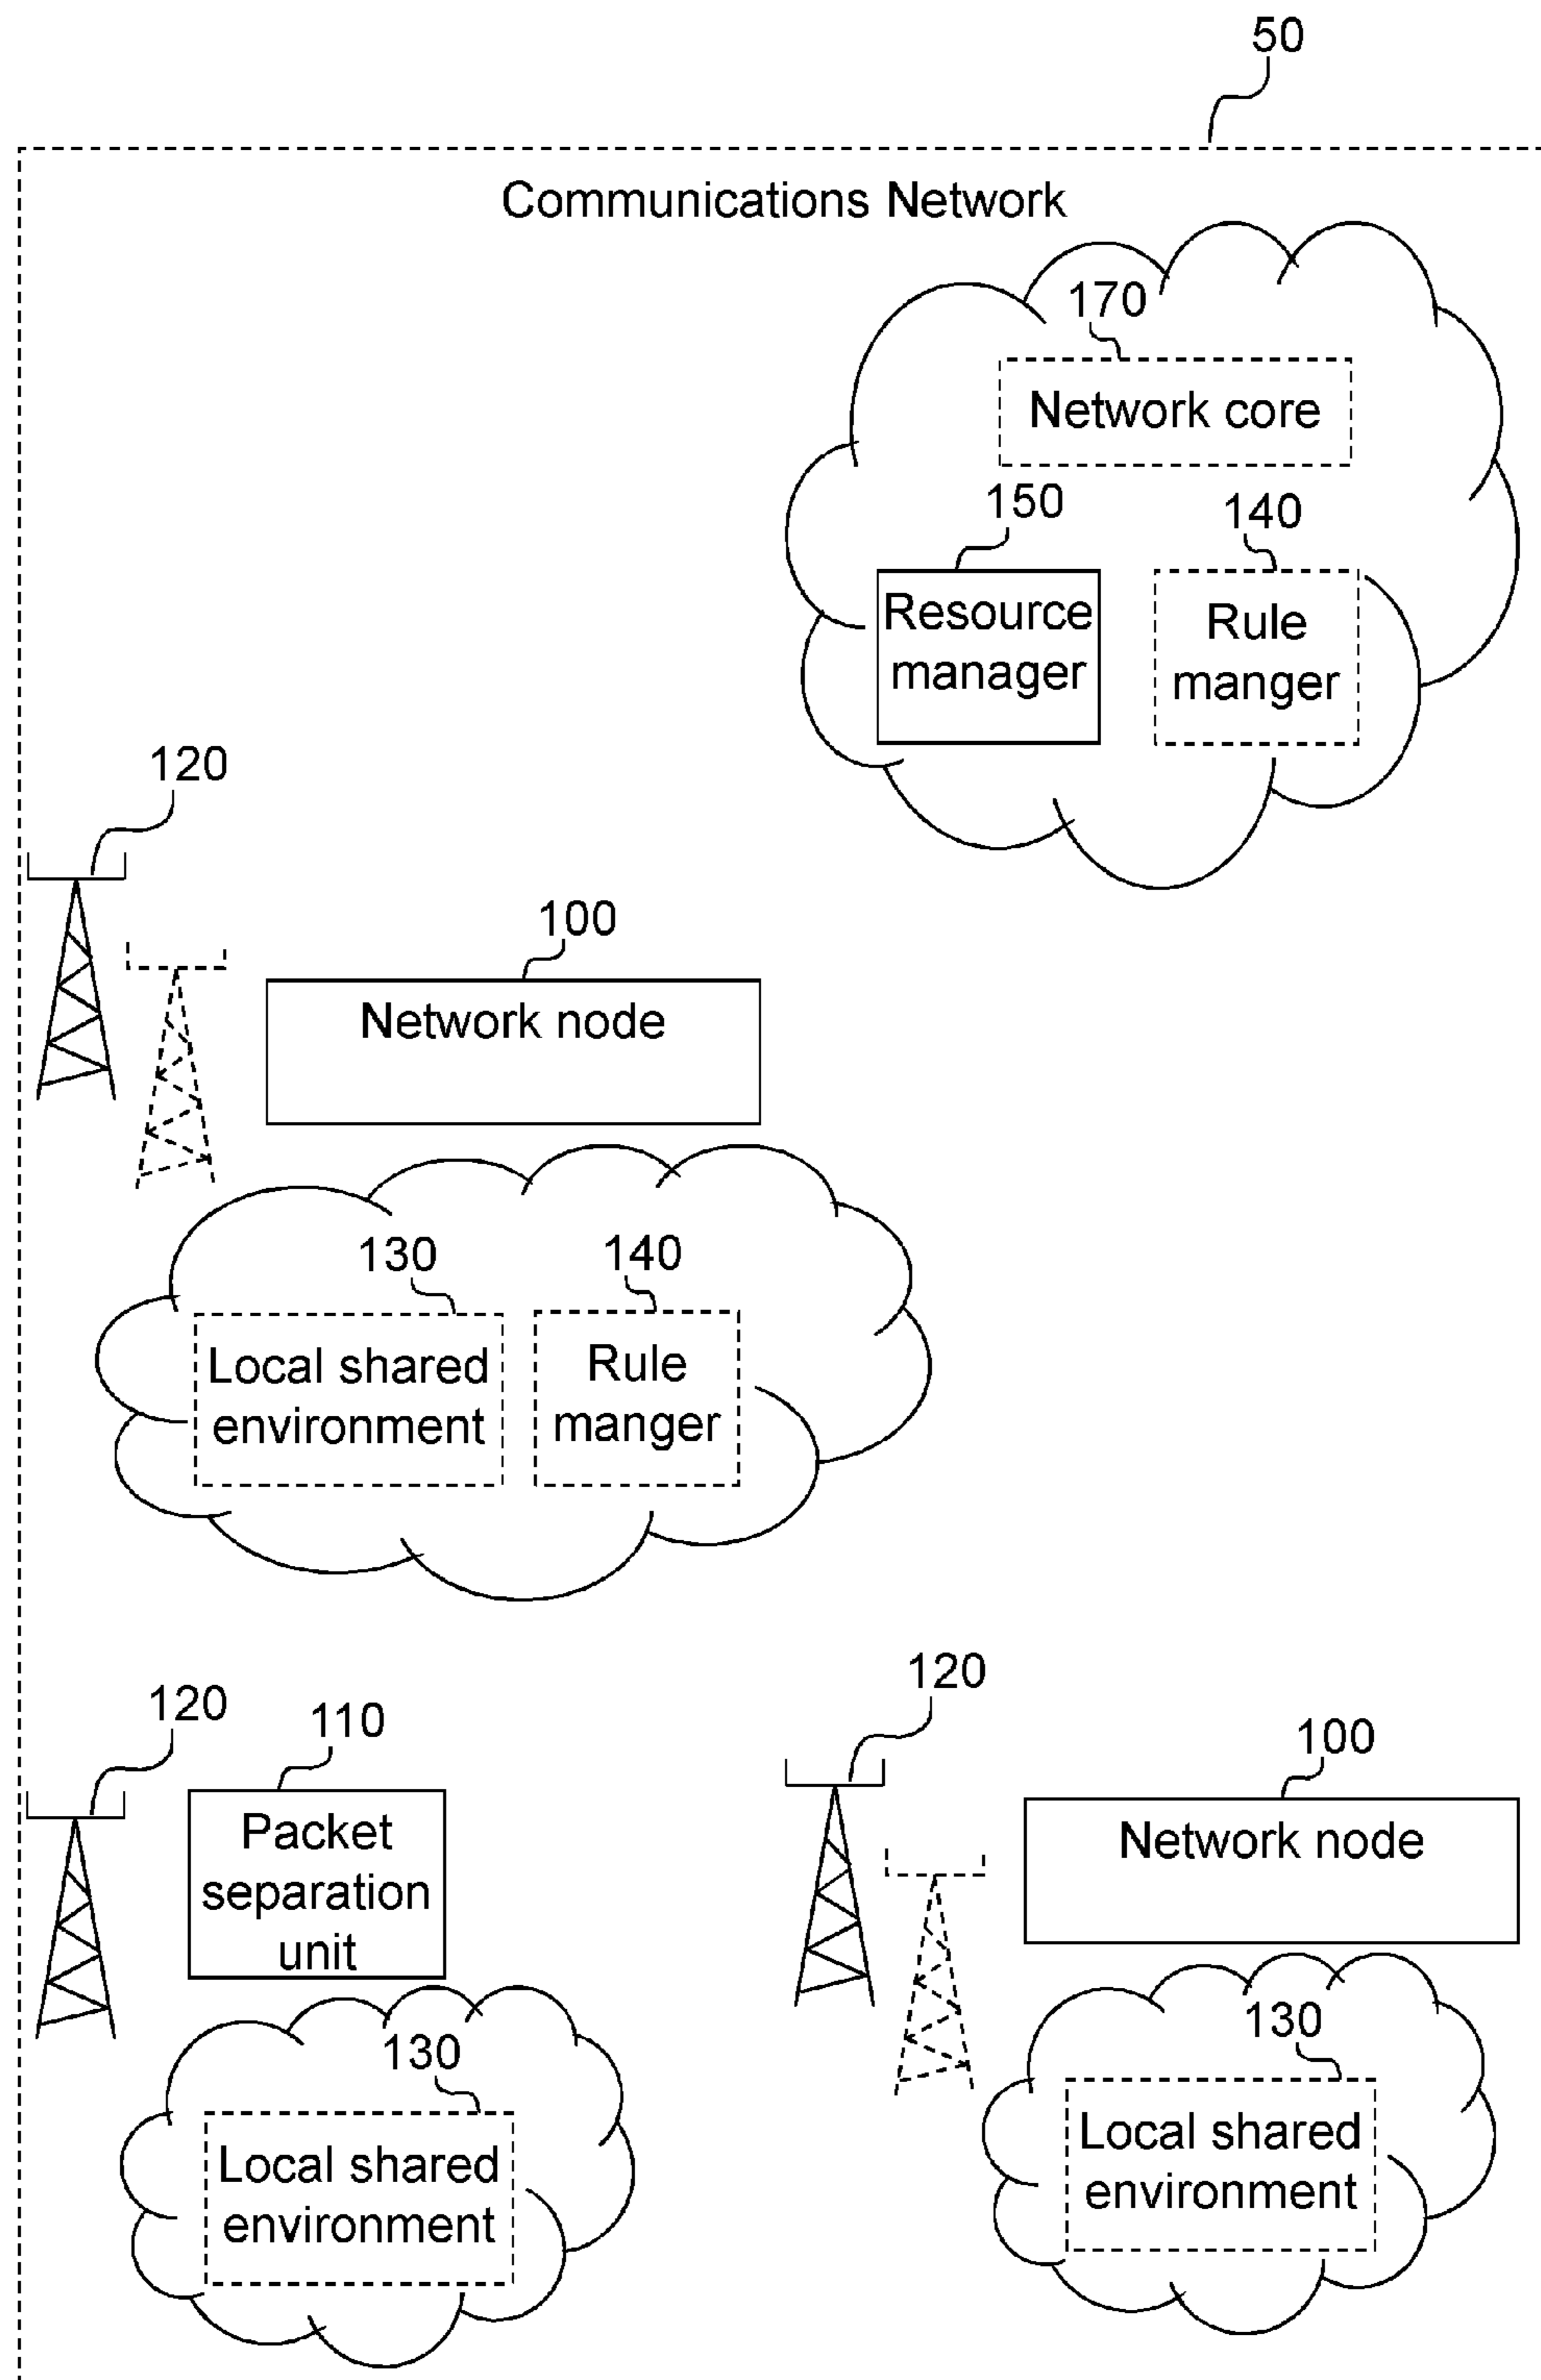 50
Communications Network
170
Network core
150
140
Resource
manager
Rule
manger
120
100
Network node
130
140
Local shared
environment
Rule
manger
120
110
Packet
separation
unit
130
Local shared
environment
120
100
Network node
130
Local shared
environment